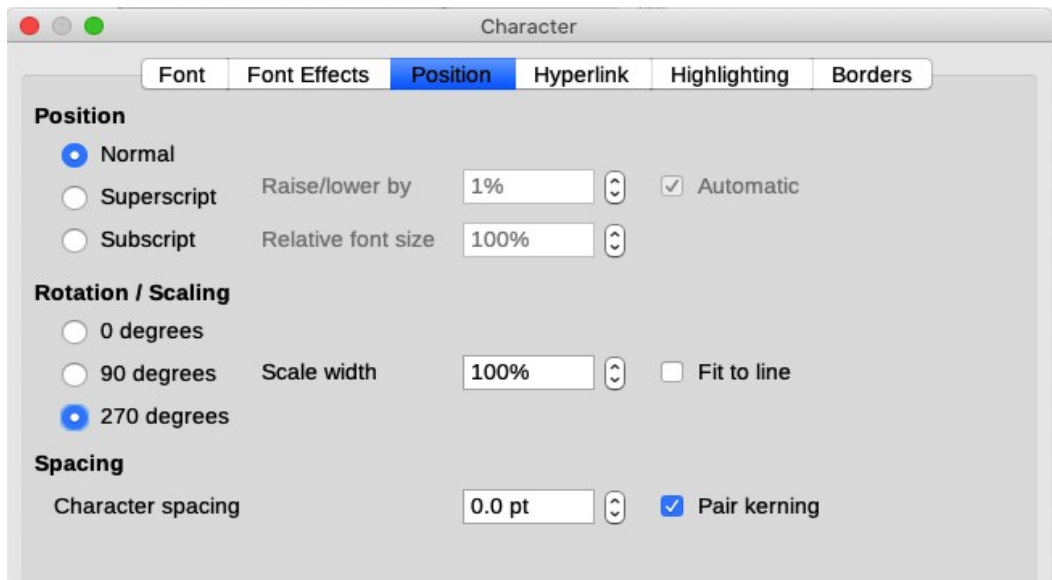 Character
Font Font Effects Position Hyperlink Highlighting Borders
Position
Normal
Superscript Raise/lower by 1% Automatic
Subscript Relative font size 100%
Rotation / Scaling
0 degrees
90 degrees Scale width 100% Fit to line
270 degrees
Spacing
Character spacing 0.0 pt Pair kerning